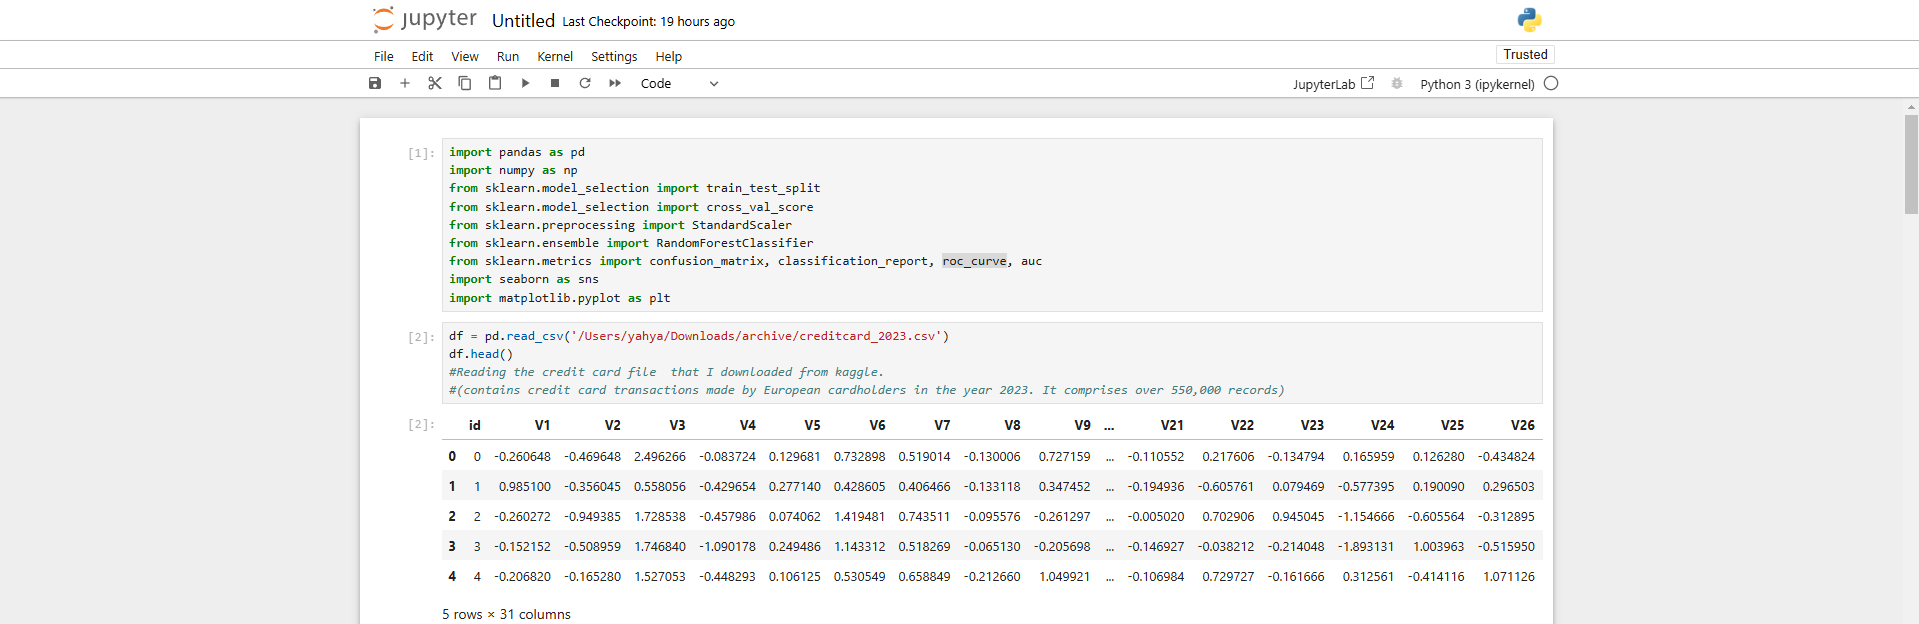 jupyter Untitled Last Checkpoint: 19 hours ago
File Edit View Run Kernel Settings Help Trusted
Code JupyterLab Python 3 (ipykernel)
[1]: import pandas as pd
import numpy as np
from sklearn.model_selection import train_test_split
from sklearn.model_selection import cross_val_score
from sklearn.preprocessing import StandardScaler
from sklearn.ensemble import RandomForestClassifier
from sklearn.metrics import confusion_matrix, classification_report, roc_curve, auc
import seaborn as sns
import matplotlib.pyplot as plt
[2]: df = pd.read_csv('/Users/yahya/Downloads/archive/creditcard_2023.csv')
df.head()
#Reading the credit card file  that I downloaded from kaggle.
#(contains credit card transactions made by European cardholders in the year 2023. It comprises over 550,000 records)
[2]: id V1 V2 V3 V4 V5 V6 V7 V8 V9 ... V21 V22 V23 V24 V25 V26
0 0 -0.260648 -0.469648 2.496266 -0.083724 0.129681 0.732898 0.519014 -0.130006 0.727159 ... -0.110552 0.217606 -0.134794 0.165959 0.126280 -0.434824
1 1 0.985100 -0.356045 0.558056 -0.429654 0.277140 0.428605 0.406466 -0.133118 0.347452 ... -0.194936 -0.605761 0.079469 -0.577395 0.190090 0.296503
2 2 -0.260272 -0.949385 1.728538 -0.457986 0.074062 1.419481 0.743511 -0.095576 -0.261297 ... -0.005020 0.702906 0.945045 -1.154666 -0.605564 -0.312895
3 3 -0.152152 -0.508959 1.746840 -1.090178 0.249486 1.143312 0.518269 -0.065130 -0.205698 ... -0.146927 -0.038212 -0.214048 -1.893131 1.003963 -0.515950
4 4 -0.206820 -0.165280 1.527053 -0.448293 0.106125 0.530549 0.658849 -0.212660 1.049921 ... -0.106984 0.729727 -0.161666 0.312561 -0.414116 1.071126
5 rows × 31 columns